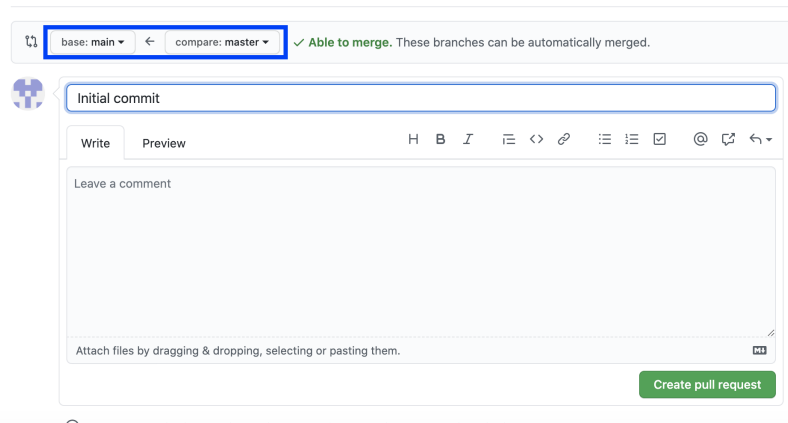 base: main ← compare: master ✓ Able to merge. These branches can be automatically merged.
Initial commit
Write Preview H B I @
Leave a comment
Attach files by dragging & dropping, selecting or pasting them.
Create pull request